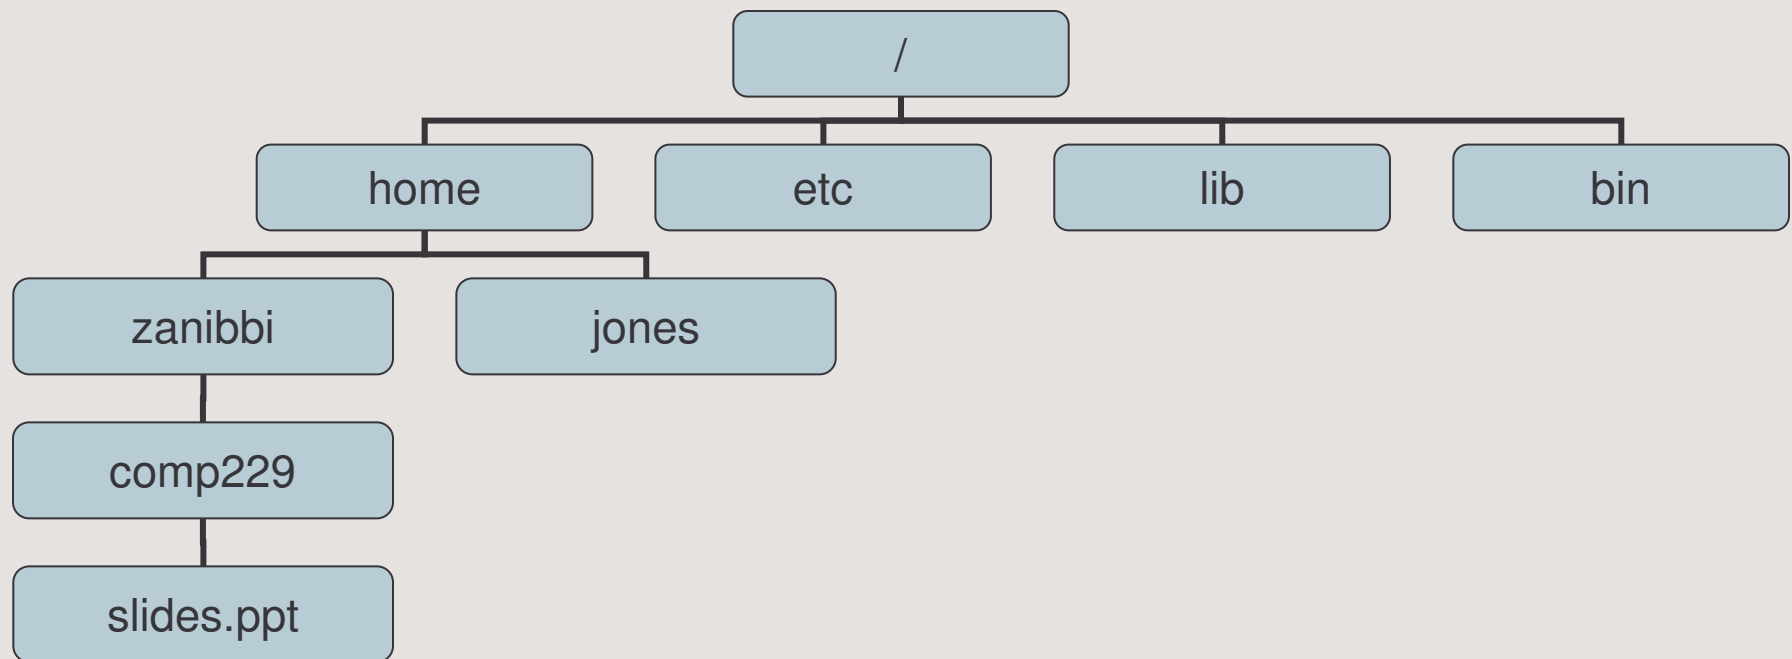 /
home
etc
lib
bin
zanibbi
jones
comp229
slides.ppt